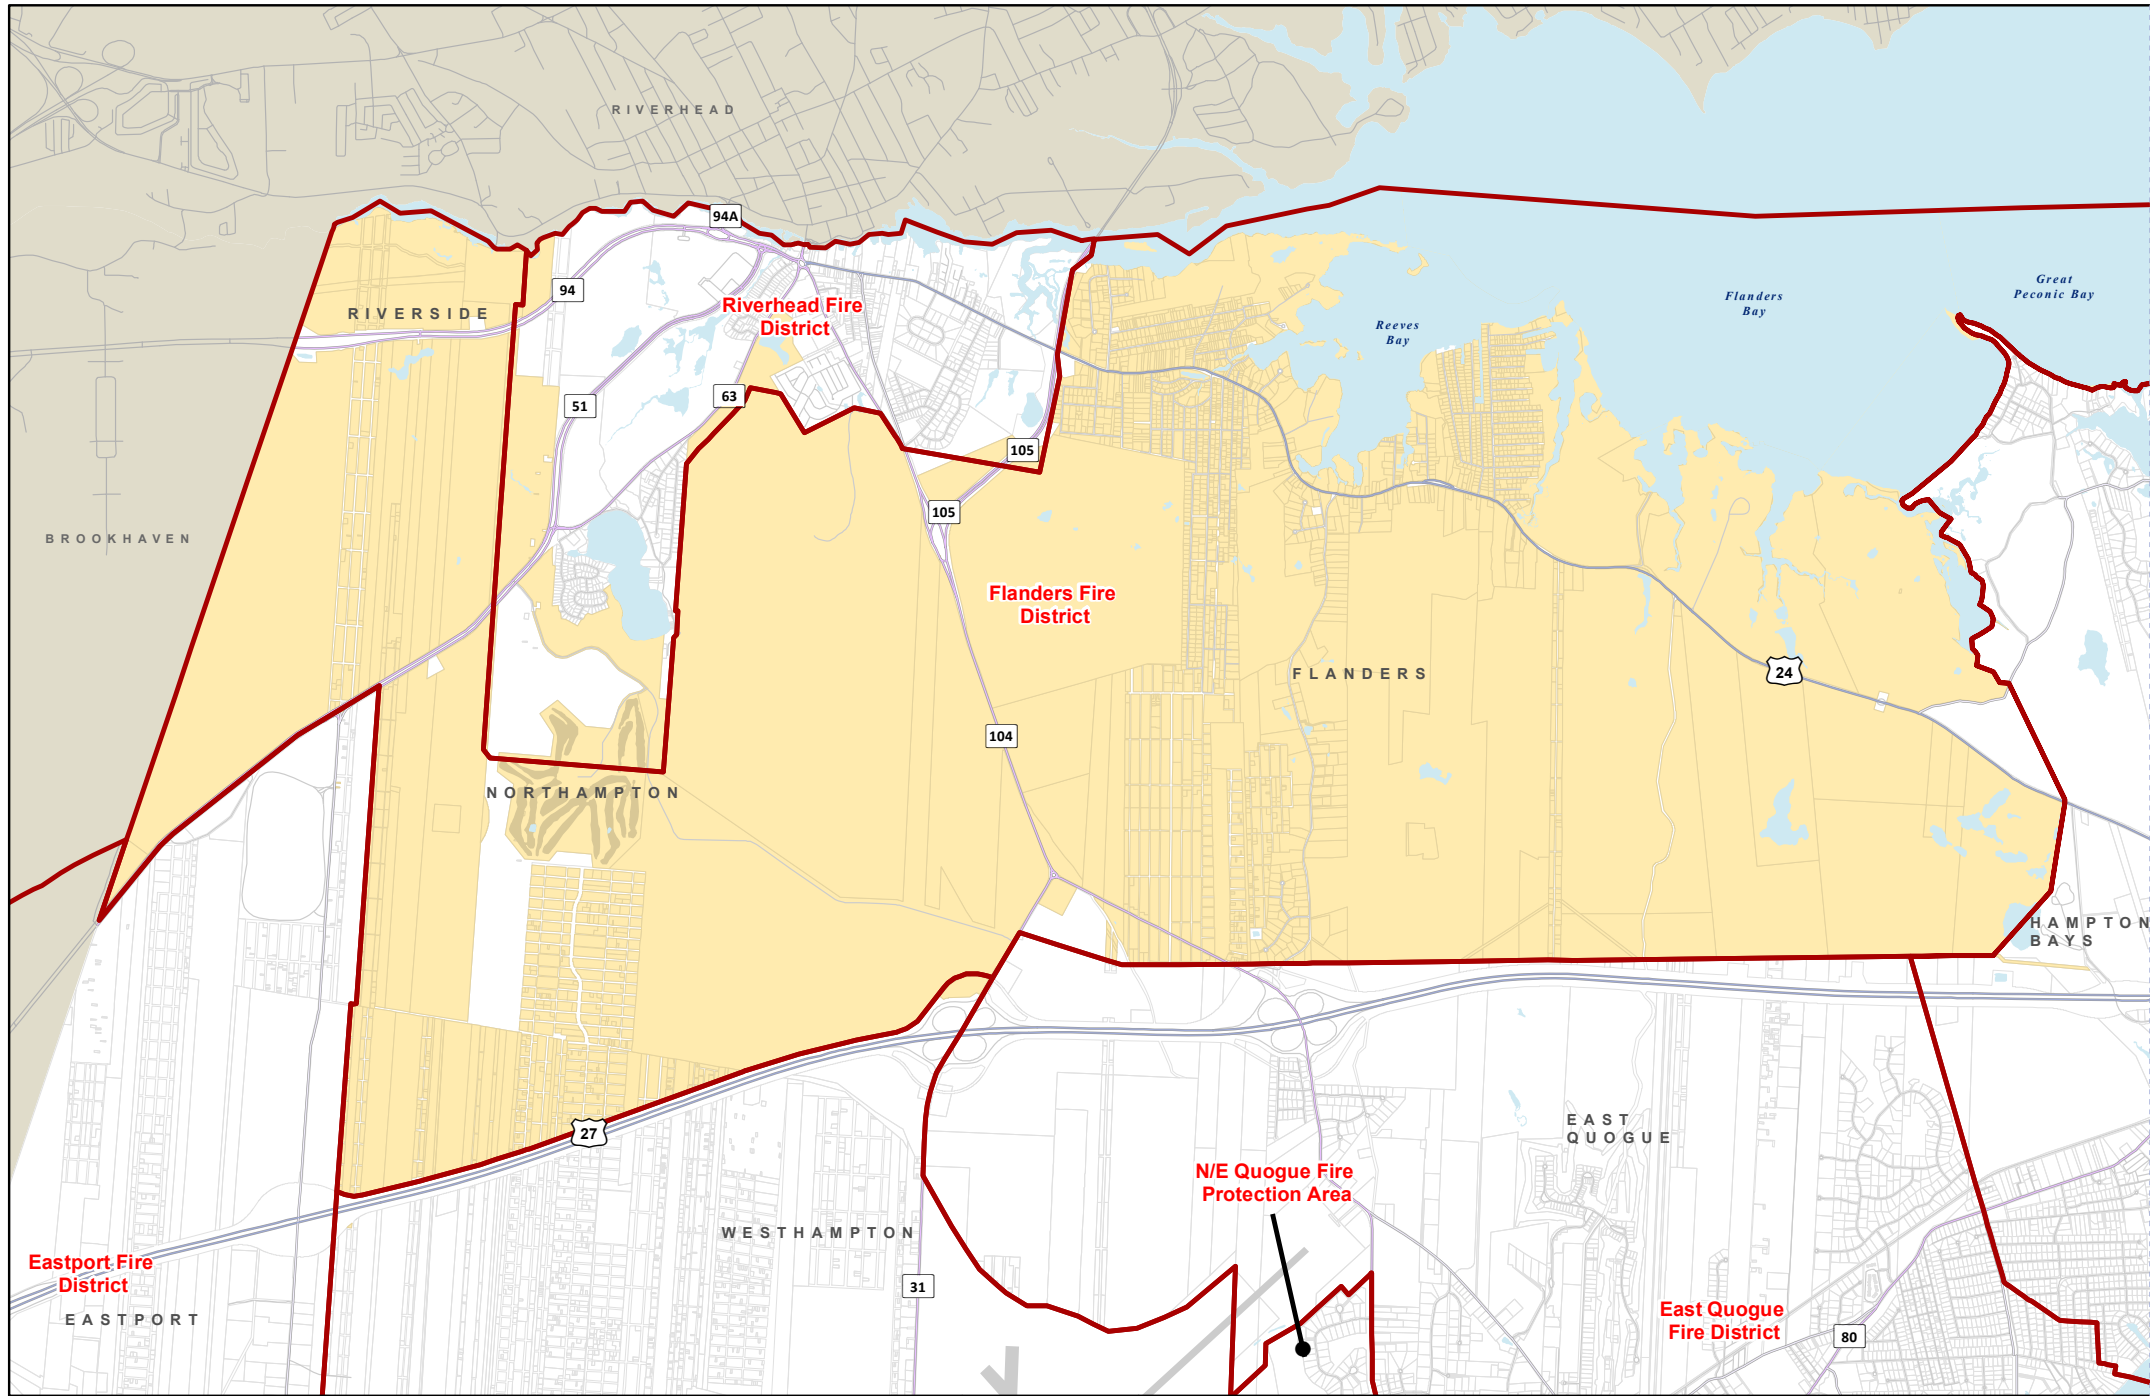 RIVERHEAD
94A
RIVERSIDE
94
Riverhead Fire
District
Flanders
Bay
Great
Peconic Bay
Reeves
Bay
51
63
105
105
BROOKHAVEN
Flanders Fire
District
FLANDERS
24
104
NORTHAMPTON
HAMPTON
BAYS
27
EAST
QUOGUE
N/E Quogue Fire
Protection Area
WESTHAMPTON
Eastport Fire
District
31
EASTPORT
East Quogue
Fire District
80